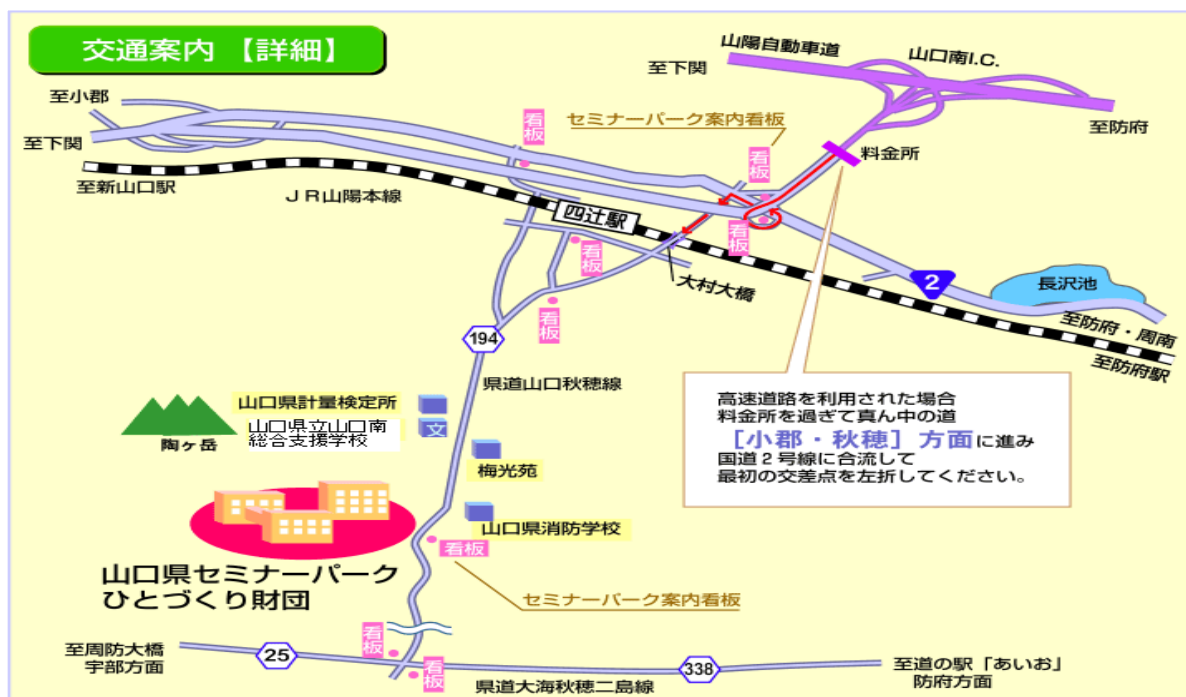 交通案内 【詳細】
山陽自動車道
山口南I.C.
至下関
至防府
至小郡
至下関
看板
セミナーパーク案内看板
看板
料金所
至新山口駅
JR山陽本線
四辻駅
看板
看板
大村大橋
2
長沢池
至防府・周南
至防府駅
看板
194
県道山口秋穂線
高速道路を利用された場合
料金所を過ぎて真ん中の道
[小郡・秋穂] 方面に進み
国道2号線に合流して
最初の交差点を左折してください。
山口県計量検定所
陶ヶ岳
山口県立山口南
総合支援学校
文
梅光苑
山口県消防学校
看板
山口県セミナーパーク
ひとづくり財団
セミナーパーク案内看板
至周防大橋
宇部方面
25
看板
看板
県道大海秋穂二島線
338
至道の駅「あいお」
防府方面